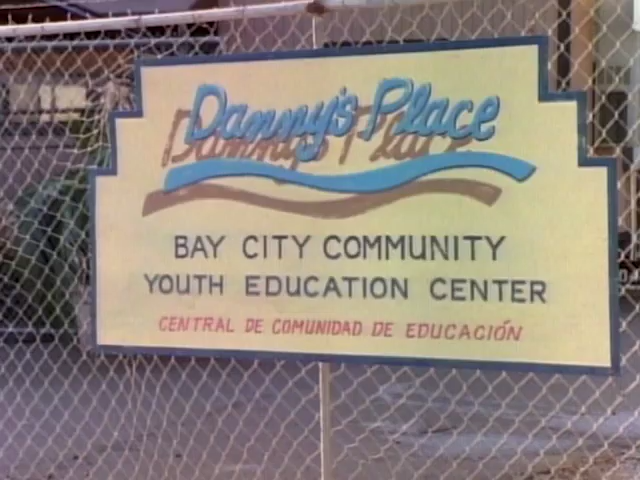 Danny's Place
BAY CITY COMMUNITY
YOUTH EDUCATION CENTER
CENTRAL DE COMUNIDAD DE EDUCACIÓN